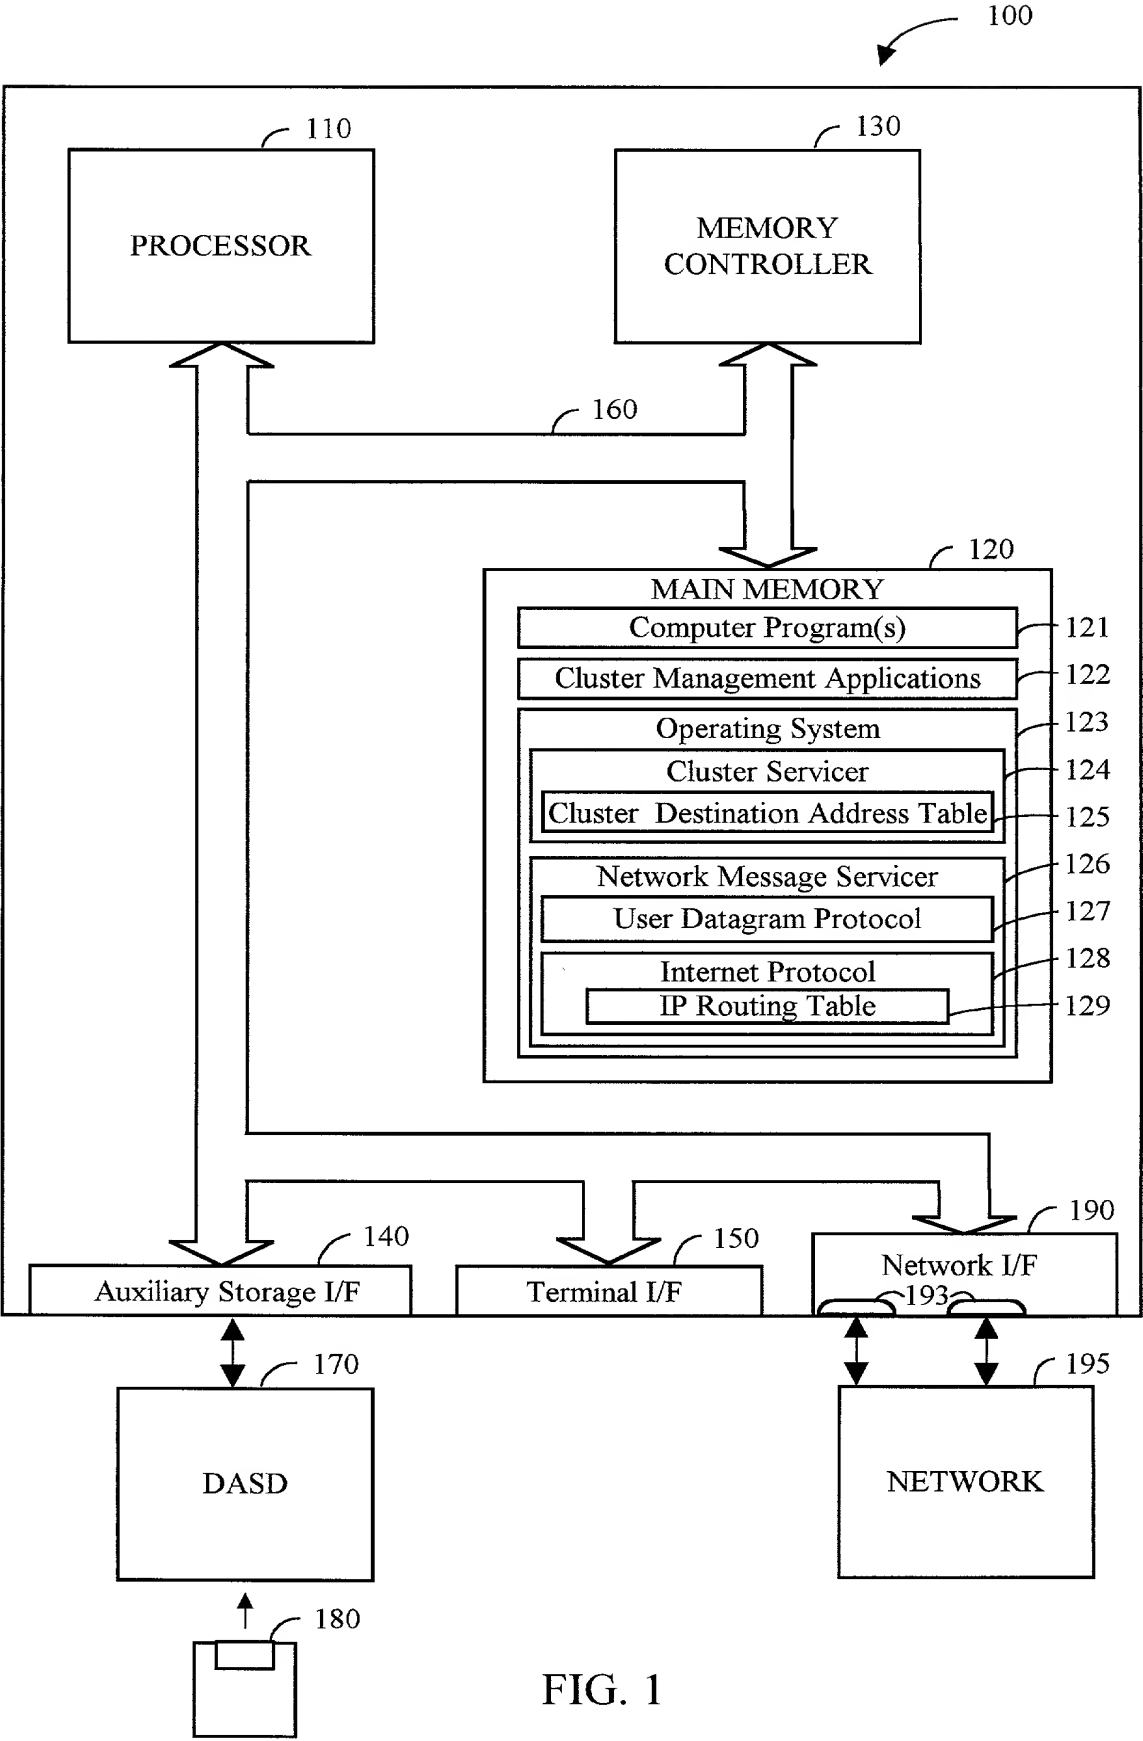 100
110
130
PROCESSOR
MEMORY
CONTROLLER
160
120
MAIN MEMORY
Computer Program(s)
121
Cluster Management Applications
122
Operating System
123
Cluster Servicer
124
Cluster Destination Address Table
125
Network Message Servicer
126
User Datagram Protocol
127
Internet Protocol
128
IP Routing Table
129
140
150
190
Auxiliary Storage I/F
Terminal I/F
Network I/F
193
170
195
DASD
NETWORK
180
FIG. 1